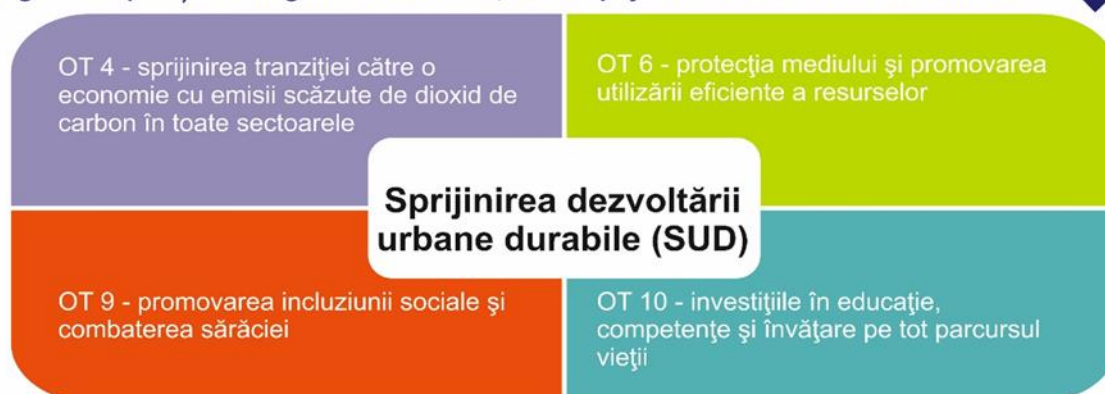 OT 4 - sprijinirea tranziţiei către o
economie cu emisii scăzute de dioxid de
carbon în toate sectoarele
OT 6 - protecţia mediului şi promovarea
utilizării eficiente a resurselor
Sprijinirea dezvoltării
urbane durabile (SUD)
OT 9 - promovarea incluziunii sociale şi
combaterea sărăciei
OT 10 - investiţiile în educaţie,
competenţe şi învăţare pe tot parcursul
vieţii